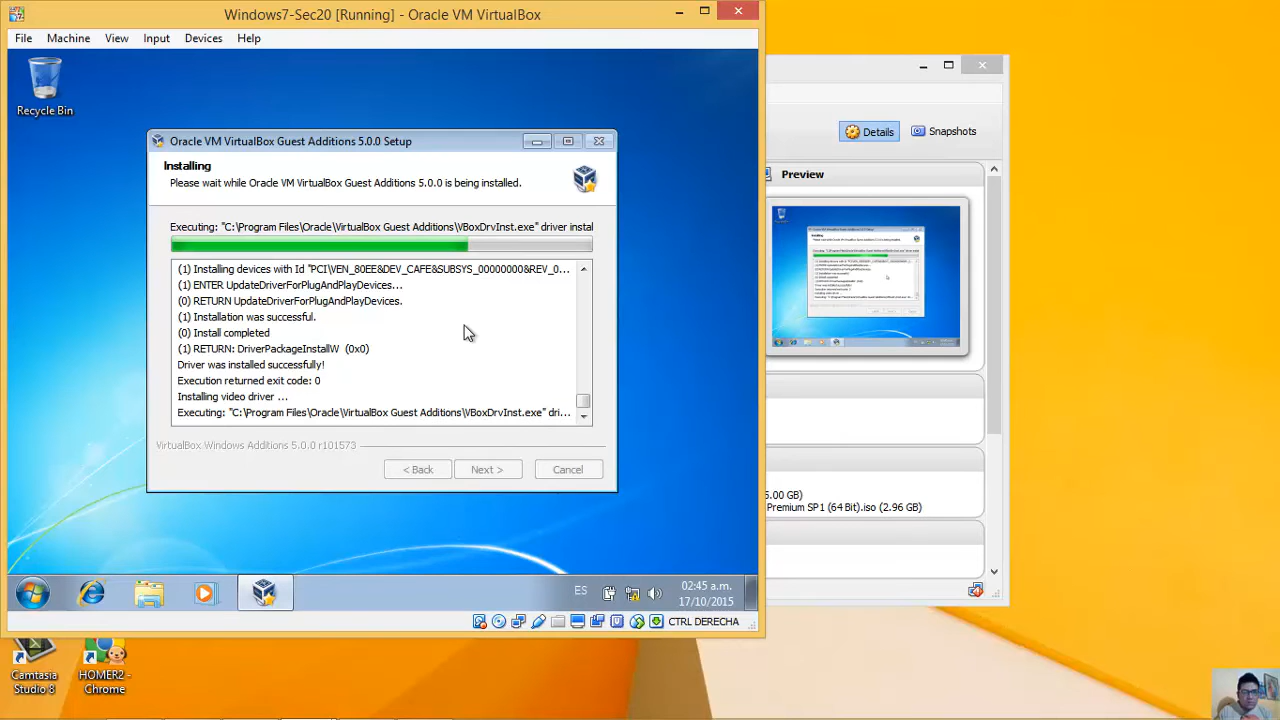 Windows7-Sec20 [Running] - Oracle VM VirtualBox
File Machine View Input Devices Help
Recycle Bin
Oracle VM VirtualBox Guest Additions 5.0.0 Setup
Installing
Please wait while Oracle VM VirtualBox Guest Additions 5.0.0 is being installed.
Executing: "C:\Program Files\Oracle\VirtualBox Guest Additions\VBoxDrvInst.exe" driver instal
(1) Installing devices with Id "PCI\VEN_80EE&DEV_CAFE&SUBSYS_00000000&REV_0...
(1) ENTER UpdateDriverForPlugAndPlayDevices...
(0) RETURN UpdateDriverForPlugAndPlayDevices.
(1) Installation was successful.
(0) Install completed
(1) RETURN: DriverPackageInstallW (0x0)
Driver was installed successfully!
Execution returned exit code: 0
Installing video driver ...
Executing: "C:\Program Files\Oracle\VirtualBox Guest Additions\VBoxDrvInst.exe" dri...
VirtualBox Windows Additions 5.0.0 r101573
< Back Next > Cancel
ES
02:45 a.m.
17/10/2015
CTRL DERECHA
Details Snapshots
Preview
5.00 GB)
Premium SP1 (64 Bit).iso (2.96 GB)
Camtasia
Studio 8
HOMER2 -
Chrome